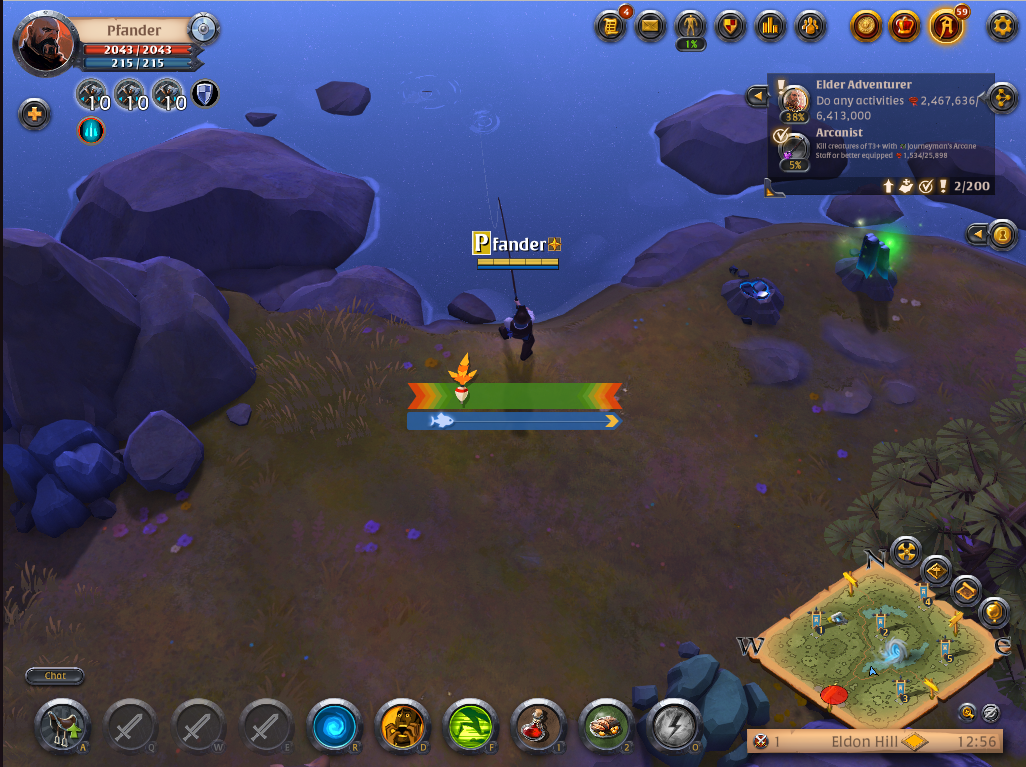 Pfander
2043/2043
215/215
10
10
10
4
1%
59
Elder Adventurer
Do any activities 2,467,636/
6,413,000
38%
Arcanist
Kill creatures of T3+ with Journeyman's Arcane
Staff or better equipped 1,534/25,898
5%
2/200
Pfander
N
W
E
1
2
3
4
5
Chat
A
Q
W
E
R
D
F
1
2
O
1
Eldon Hill
12:56